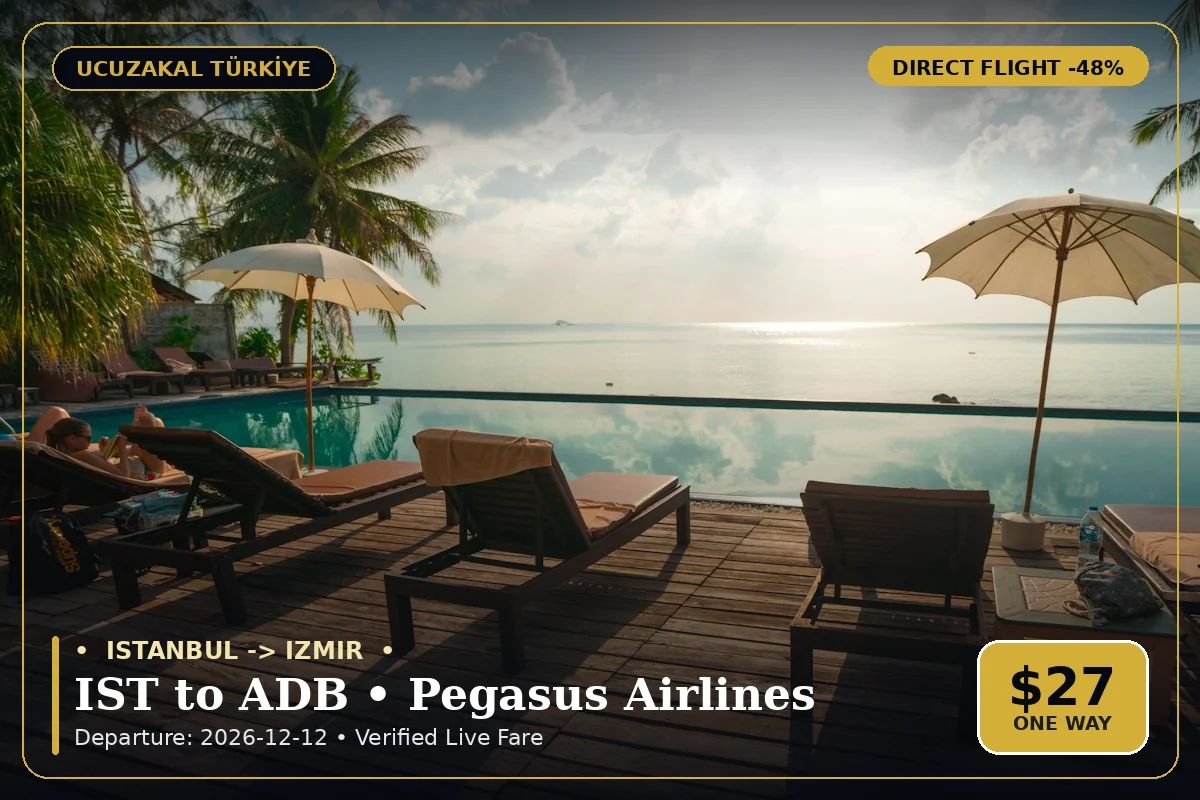 UCUZAKAL TÜRKİYE
DIRECT FLIGHT -48%
• ISTANBUL -> IZMIR •
IST to ADB • Pegasus Airlines
Departure: 2026-12-12 • Verified Live Fare
$27
ONE WAY